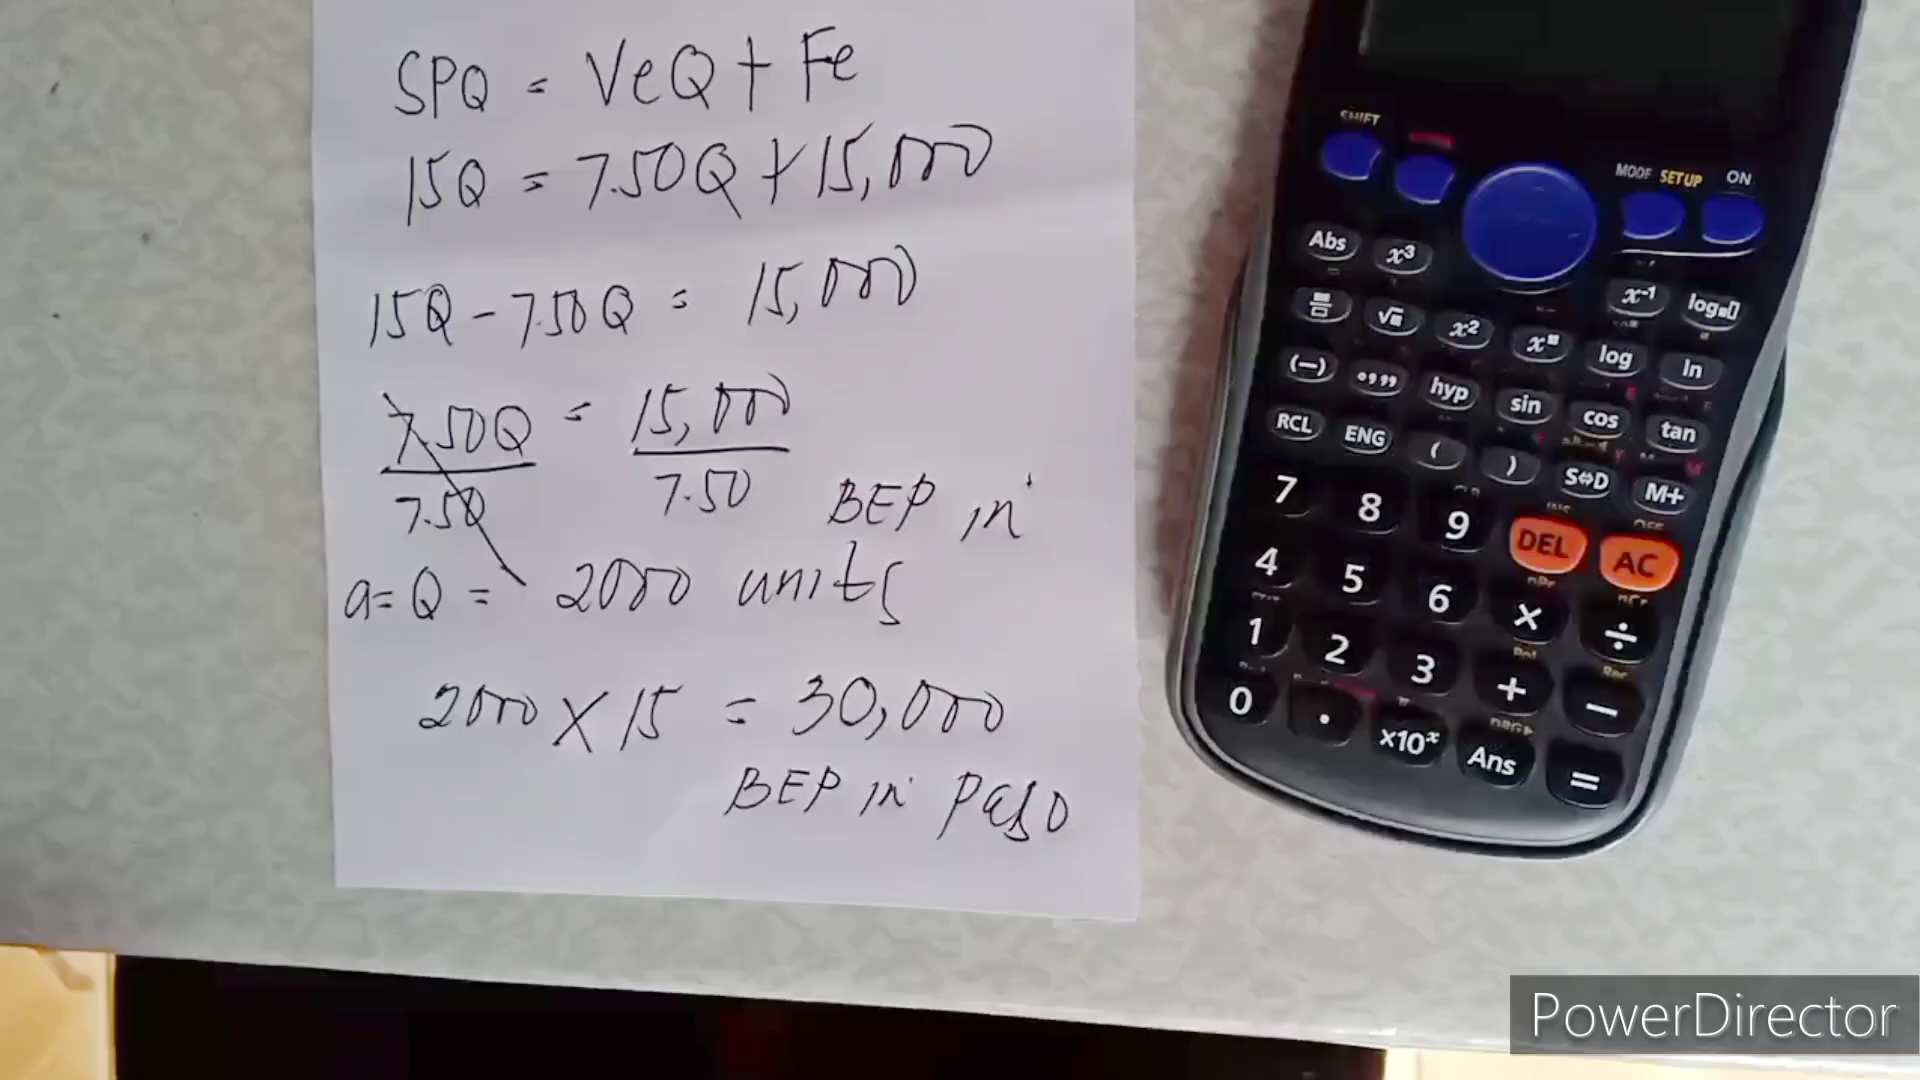 SPQ = VeQ + Fe
15Q = 7.50Q + 15,000
15Q - 7.50Q = 15,000
7.50Q = 15,000
7.50 7.50 BEP in
a= Q = 2000 units
2000 X 15 = 30,000
BEP in Peso
SHIFT
MODE SETUP ON
Abs x³ x⁻¹ log
√ x² x log ln
(−) hyp sin cos tan
RCL ENG ( ) S⇔D M+
7 8 9 DEL AC
4 5 6 × ÷
1 2 3 + −
0 . ×10ˣ Ans =
PowerDirector